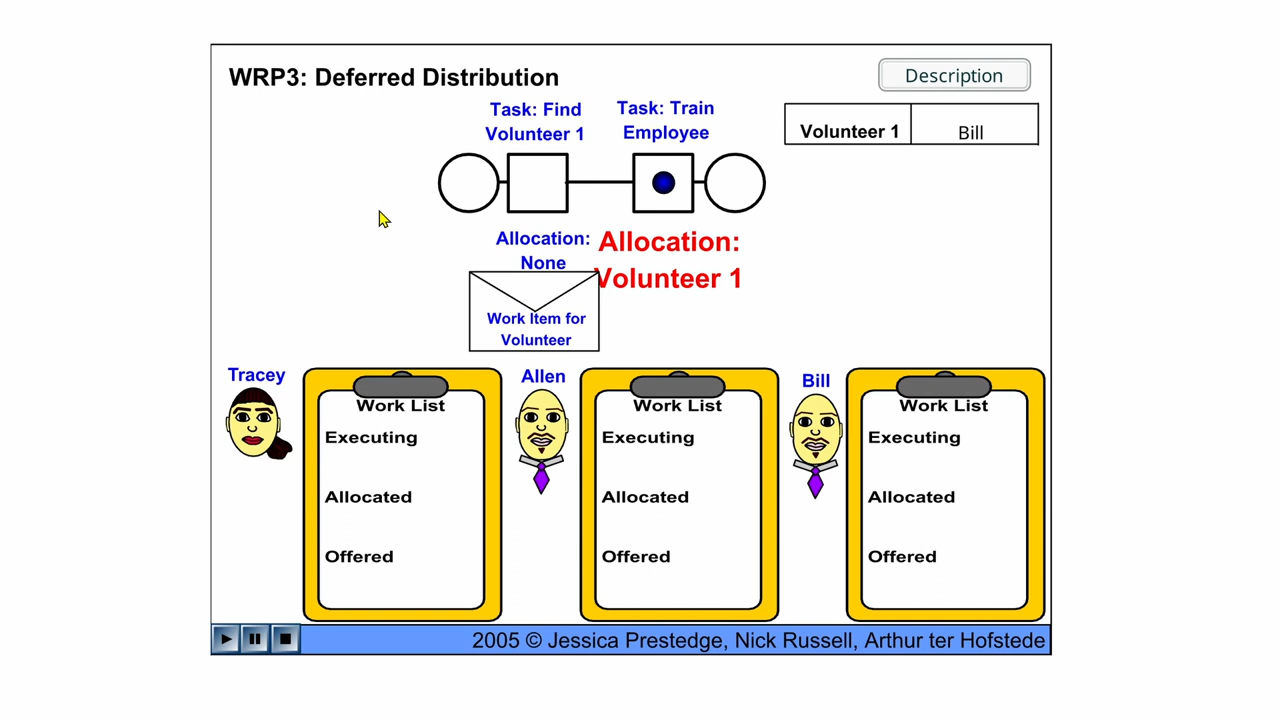 WRP3: Deferred Distribution
Description
Task: Find
Volunteer 1
Task: Train
Employee
Volunteer 1
Bill
Allocation:
None
Allocation:
Volunteer 1
Work Item for
Volunteer
Tracey
Work List
Executing
Allocated
Offered
Allen
Work List
Executing
Allocated
Offered
Bill
Work List
Executing
Allocated
Offered
2005 © Jessica Prestedge, Nick Russell, Arthur ter Hofstede